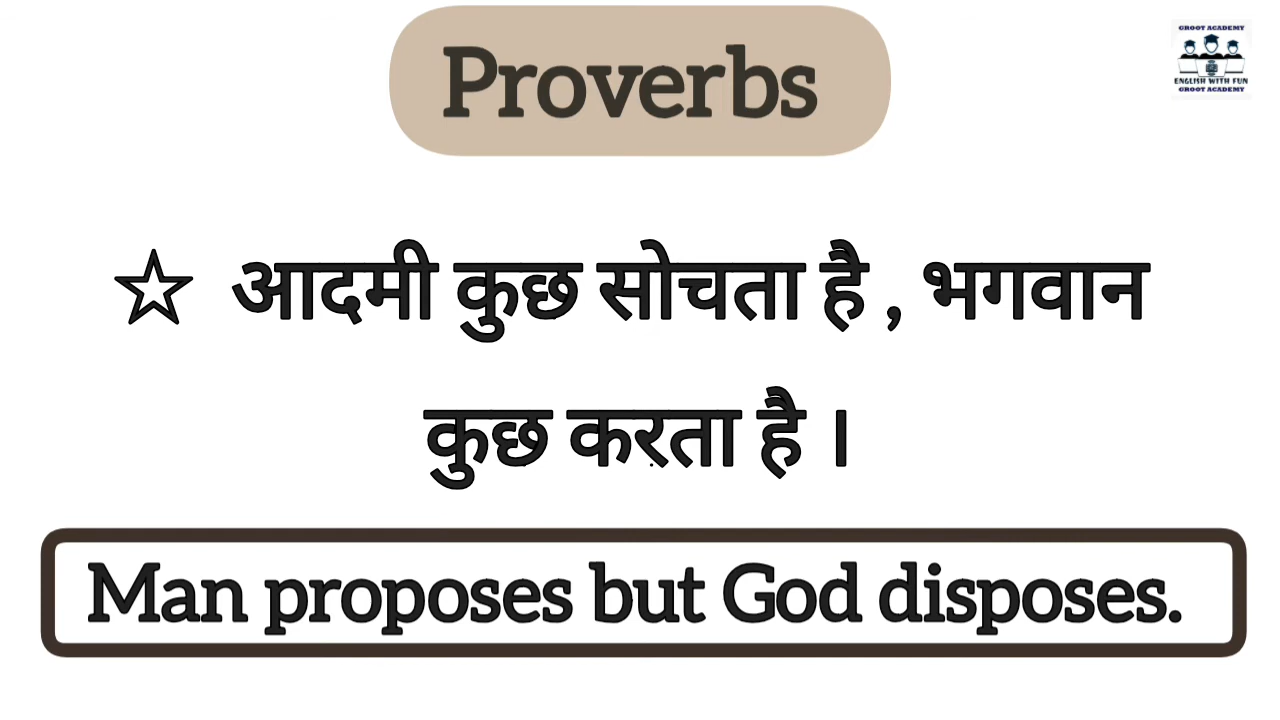 Proverbs
GROOT ACADEMY
ENGLISH WITH FUN
GROOT ACADEMY
☆ आदमी कुछ सोचता है , भगवान
कुछ करता है ।
Man proposes but God disposes.